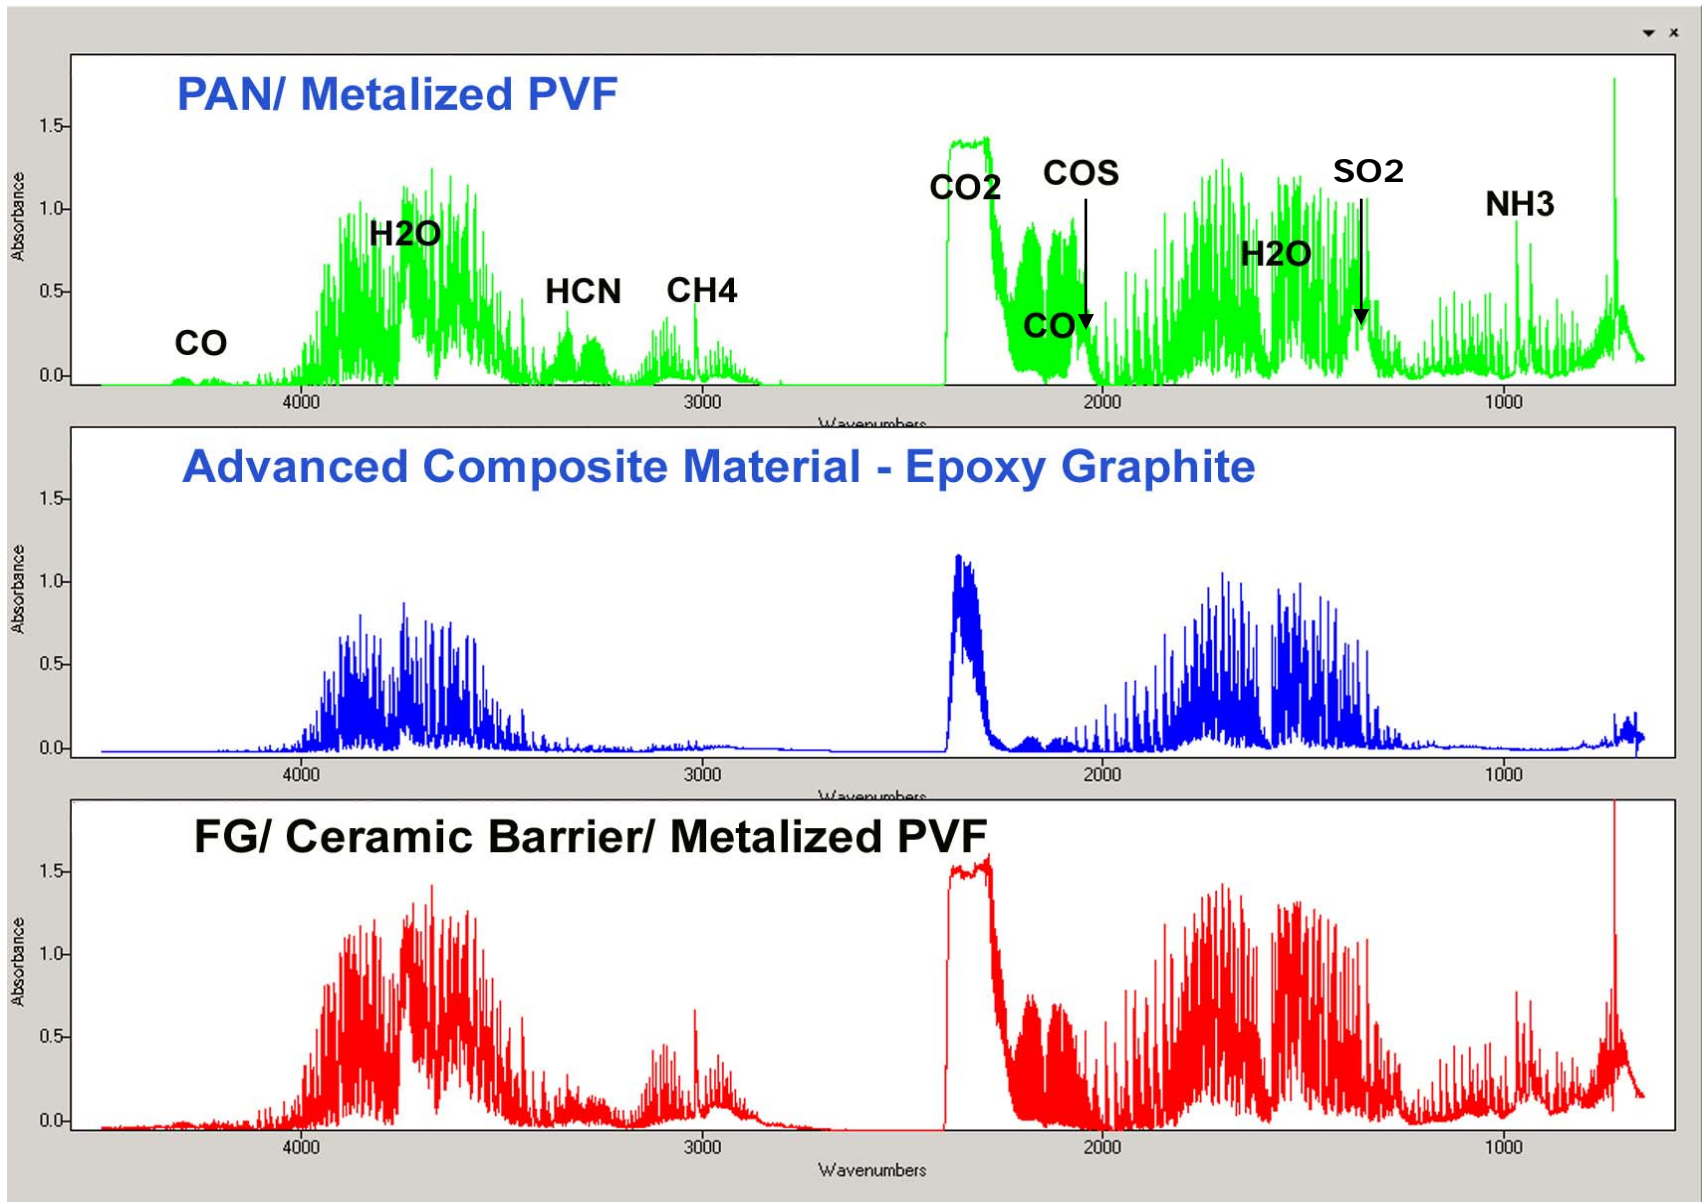 PAN/ Metalized PVF
1.5
1.0
0.5
0.0
Absorbance
CO
H2O
HCN
CH4
CO2
CO
COS
H2O
SO2
NH3
4000
3000
2000
1000
Wavenumbers
Advanced Composite Material - Epoxy Graphite
1.5
1.0
0.5
0.0
Absorbance
4000
3000
2000
1000
Wavenumbers
FG/ Ceramic Barrier/ Metalized PVF
1.5
1.0
0.5
0.0
Absorbance
4000
3000
2000
1000
Wavenumbers